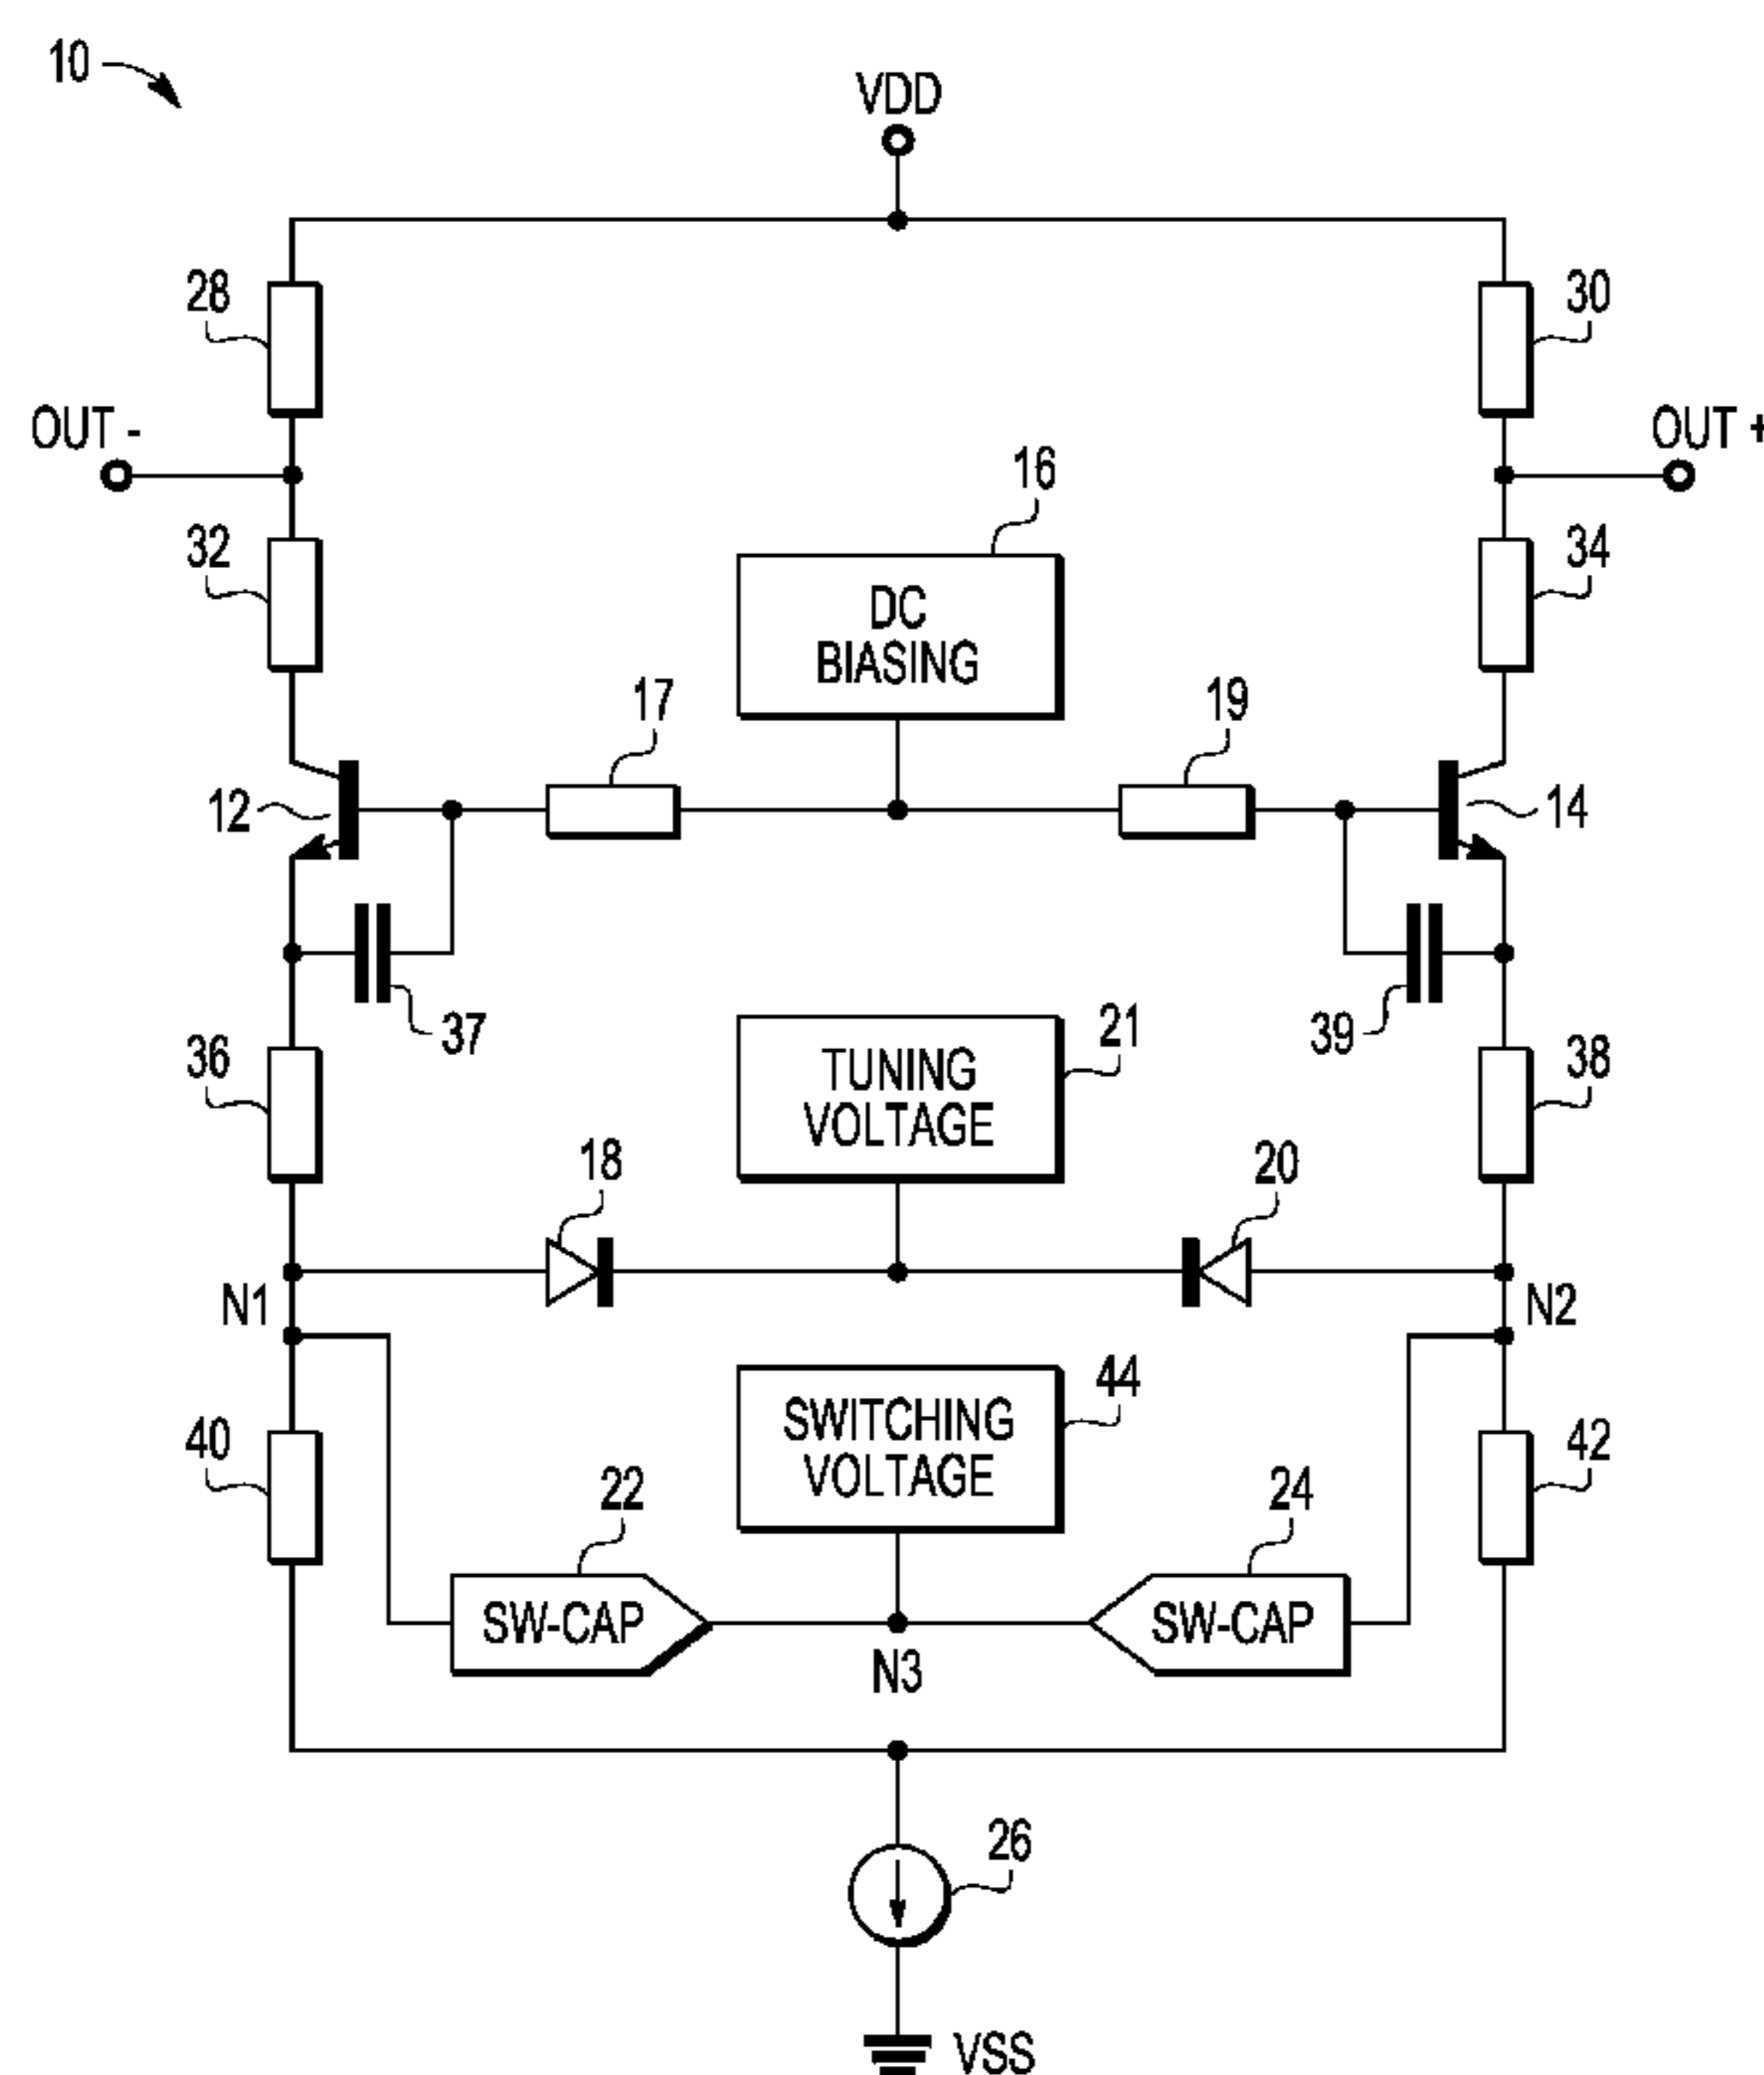 10
VDD
28
30
OUT -
OUT +
16
32
34
DC
BIASING
17
19
12
14
37
39
21
36
38
TUNING
VOLTAGE
18
20
N1
N2
44
40
42
SWITCHING
VOLTAGE
22
24
SW-CAP
SW-CAP
N3
26
VSS